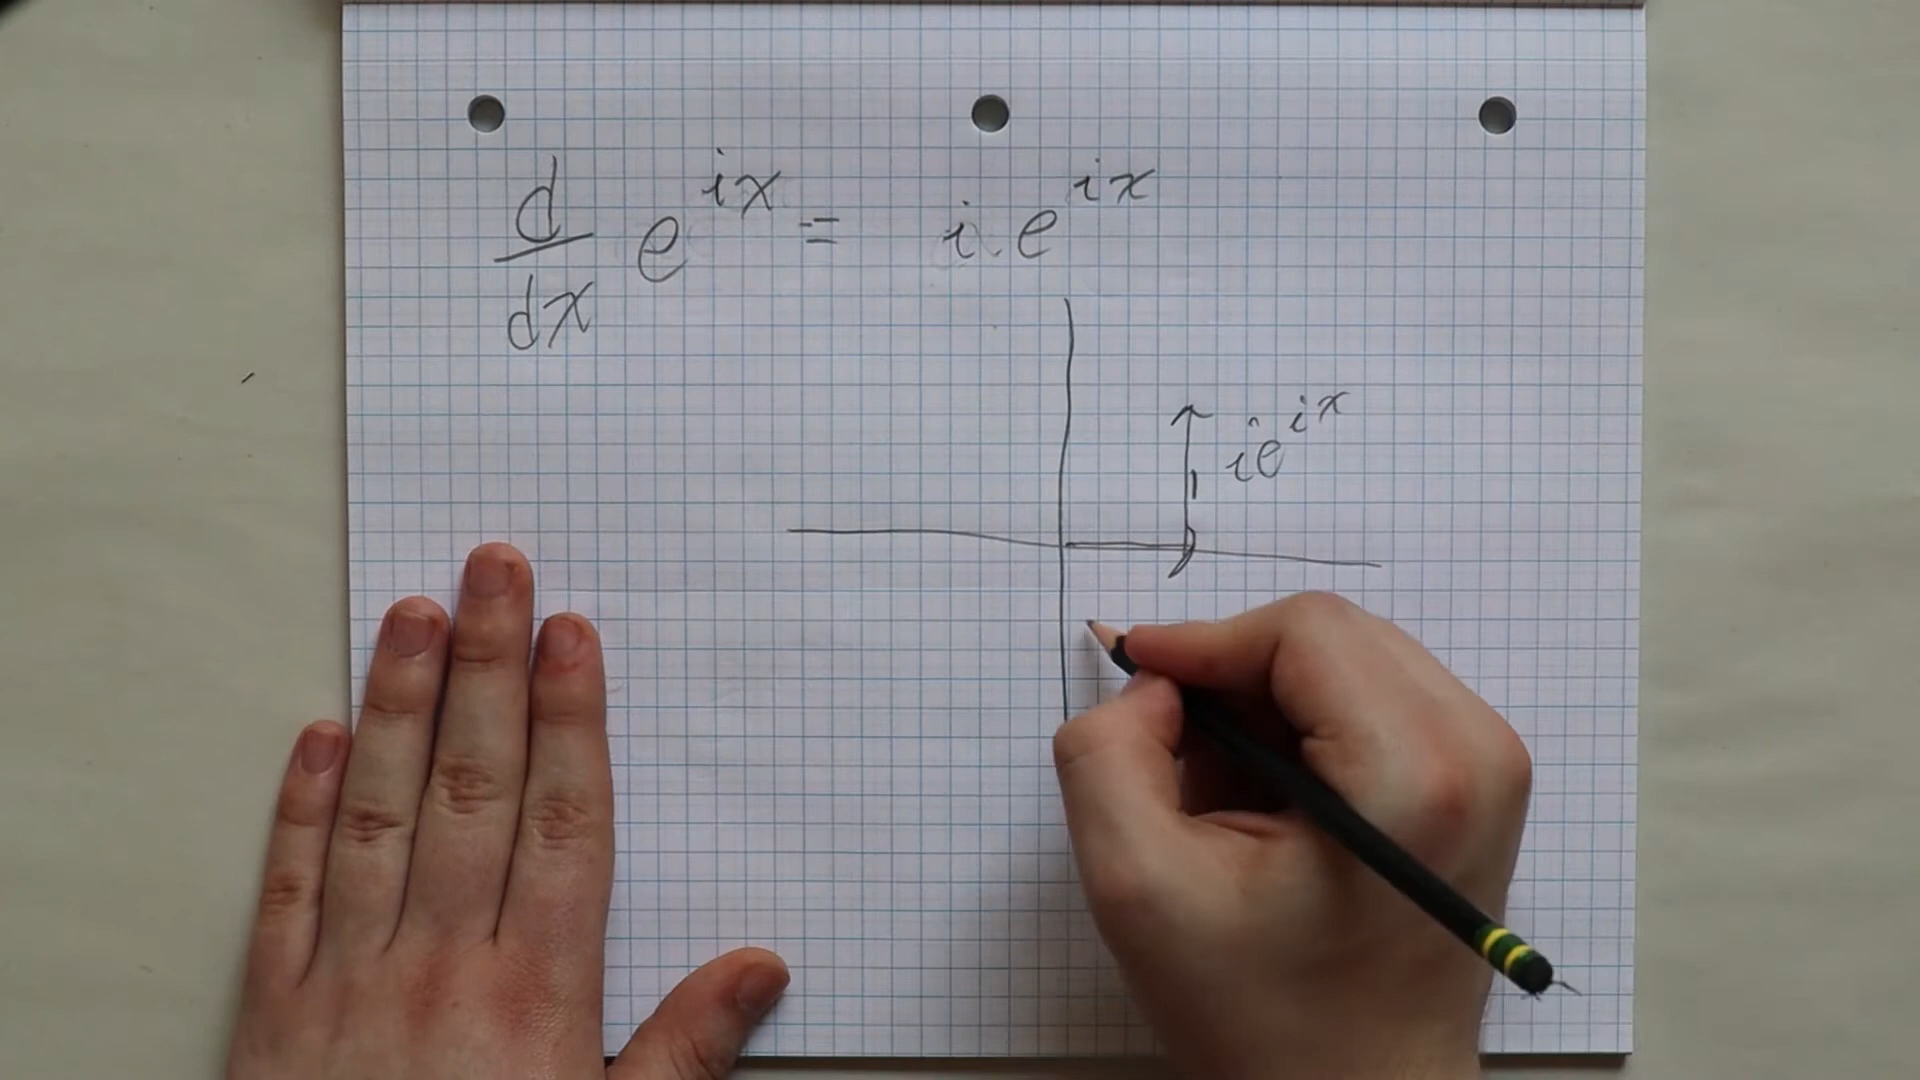 d/dx e^{ix} = i e^{ix}
ie^{ix}